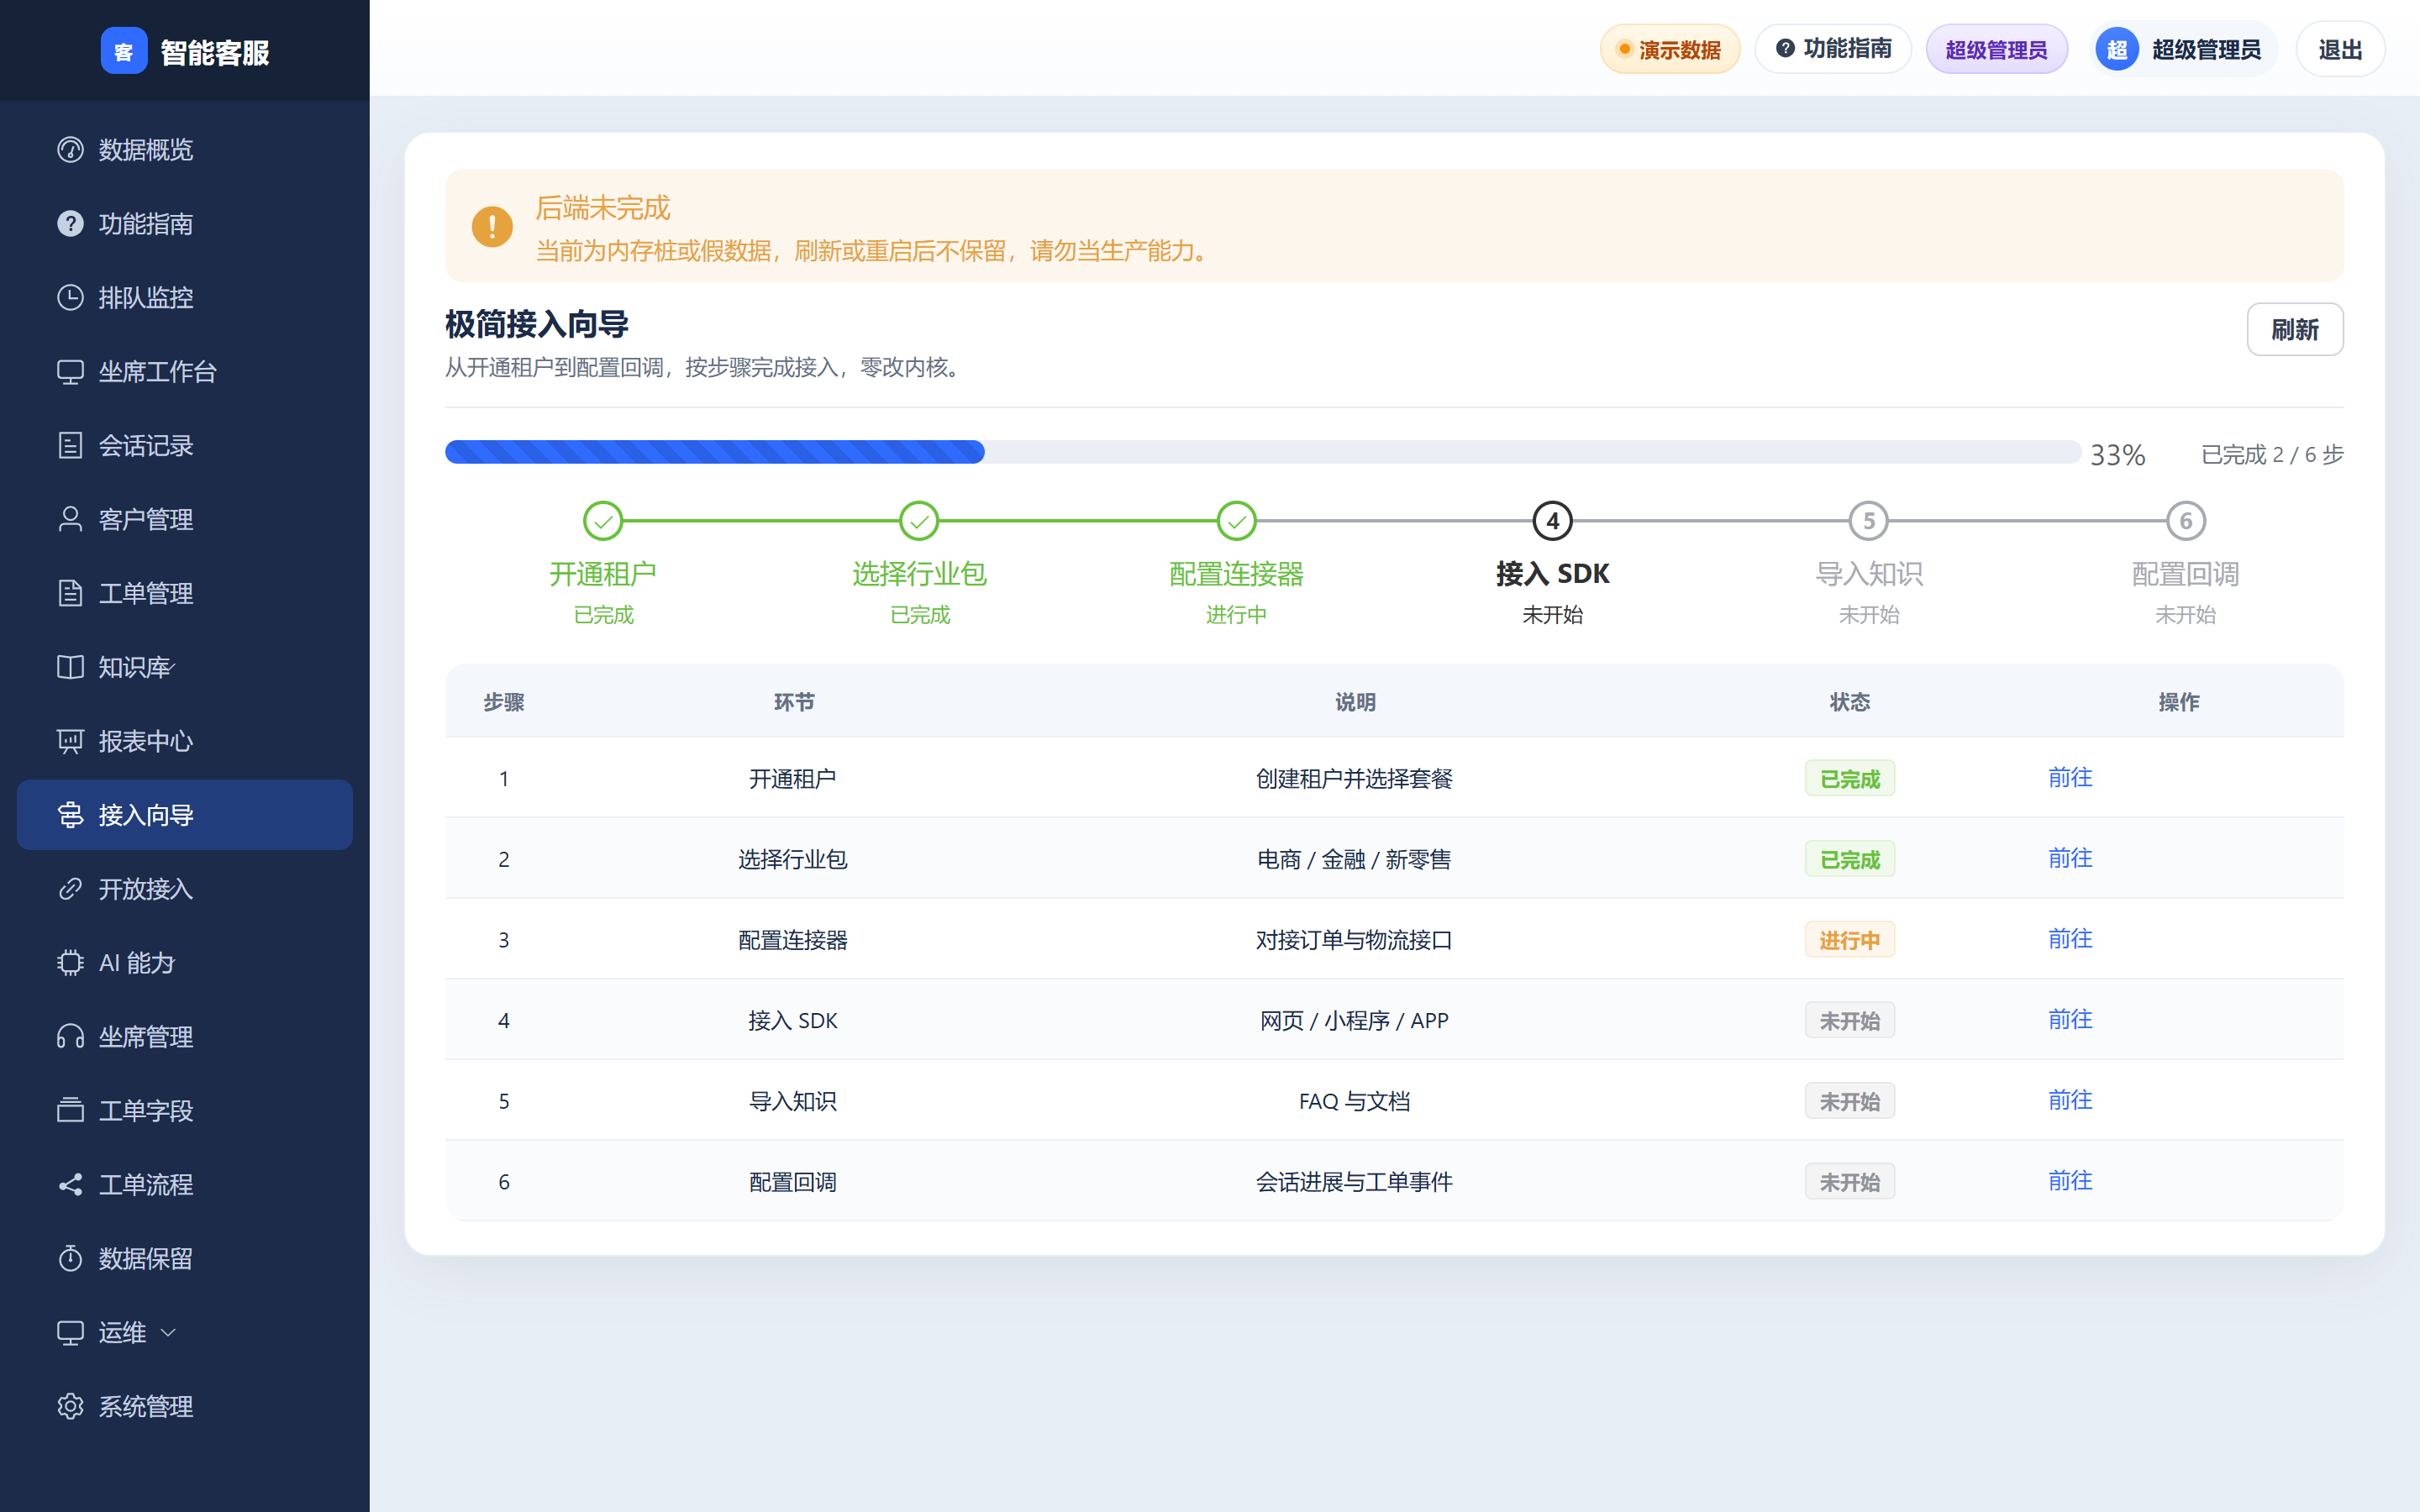 客 智能客服
演示数据 功能指南 超级管理员 超 超级管理员 退出
数据概览
功能指南
排队监控
坐席工作台
会话记录
客户管理
工单管理
知识库
报表中心
接入向导
开放接入
AI 能力
坐席管理
工单字段
工单流程
数据保留
运维
系统管理
后端未完成
当前为内存桩或假数据，刷新或重启后不保留，请勿当生产能力。
极简接入向导
从开通租户到配置回调，按步骤完成接入，零改内核。
刷新
33% 已完成 2 / 6 步
4 5 6
开通租户 选择行业包 配置连接器 接入 SDK 导入知识 配置回调
已完成 已完成 进行中 未开始 未开始 未开始
步骤 环节 说明 状态 操作
1 开通租户 创建租户并选择套餐 已完成 前往
2 选择行业包 电商 / 金融 / 新零售 已完成 前往
3 配置连接器 对接订单与物流接口 进行中 前往
4 接入 SDK 网页 / 小程序 / APP 未开始 前往
5 导入知识 FAQ 与文档 未开始 前往
6 配置回调 会话进展与工单事件 未开始 前往